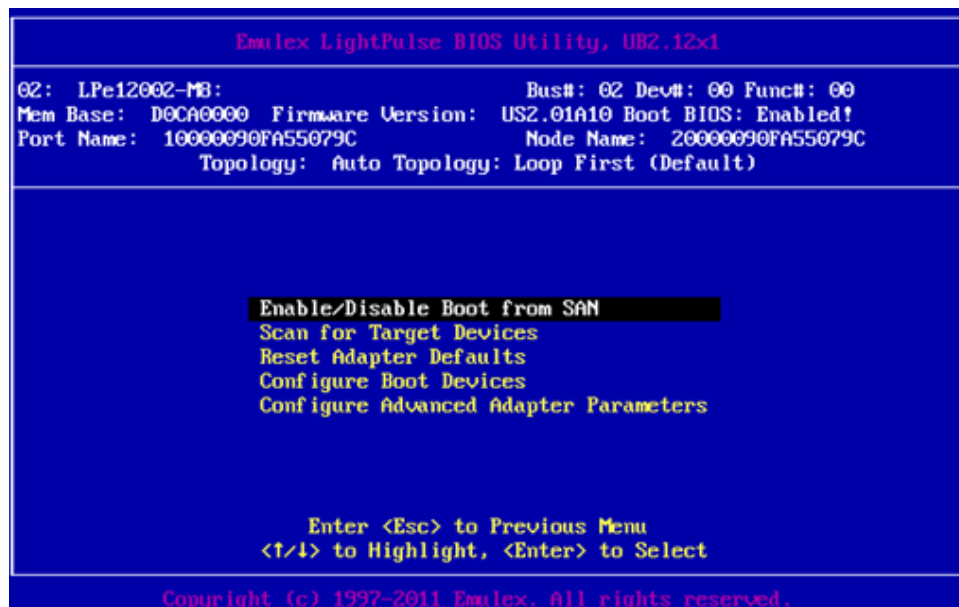 Emulex LightPulse BIOS Utility, UB2.12x1
02: LPe12002-M8: Bus#: 02 Dev#: 00 Func#: 00
Mem Base: D0CA0000 Firmware Version: US2.01A10 Boot BIOS: Enabled!
Port Name: 10000090FA55079C Node Name: 20000090FA55079C
Topology: Auto Topology: Loop First (Default)
Enable/Disable Boot from SAN
Scan for Target Devices
Reset Adapter Defaults
Configure Boot Devices
Configure Advanced Adapter Parameters
Enter <Esc> to Previous Menu
<↑/↓> to Highlight, <Enter> to Select
Copyright (c) 1997-2011 Emulex. All rights reserved.